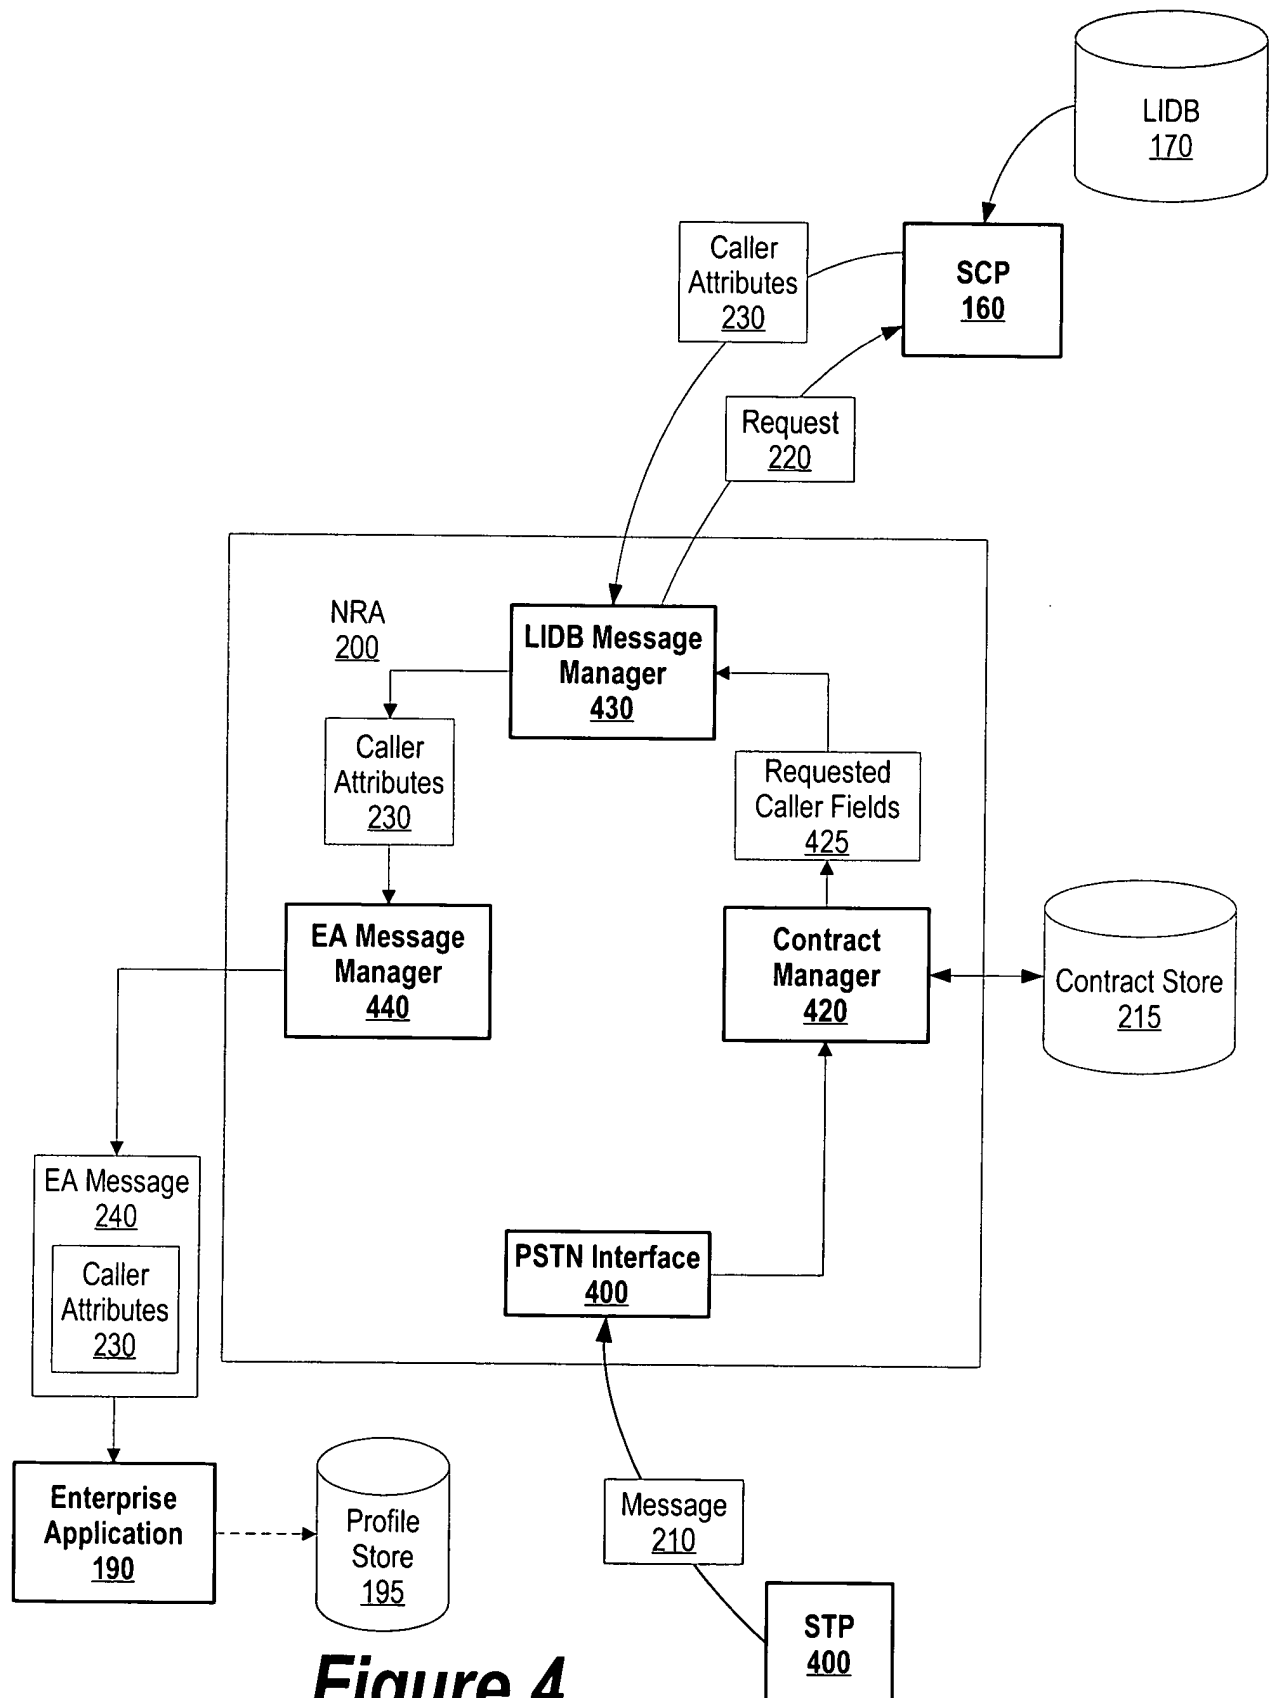 LIDB
170
Caller
Attributes
230
SCP
160
Request
220
NRA
200
LIDB Message
Manager
430
Caller
Attributes
230
Requested
Caller Fields
425
EA Message
Manager
440
Contract
Manager
420
Contract Store
215
EA Message
240
Caller
Attributes
230
PSTN Interface
400
Enterprise
Application
190
Profile
Store
195
Message
210
STP
400
Figure 4